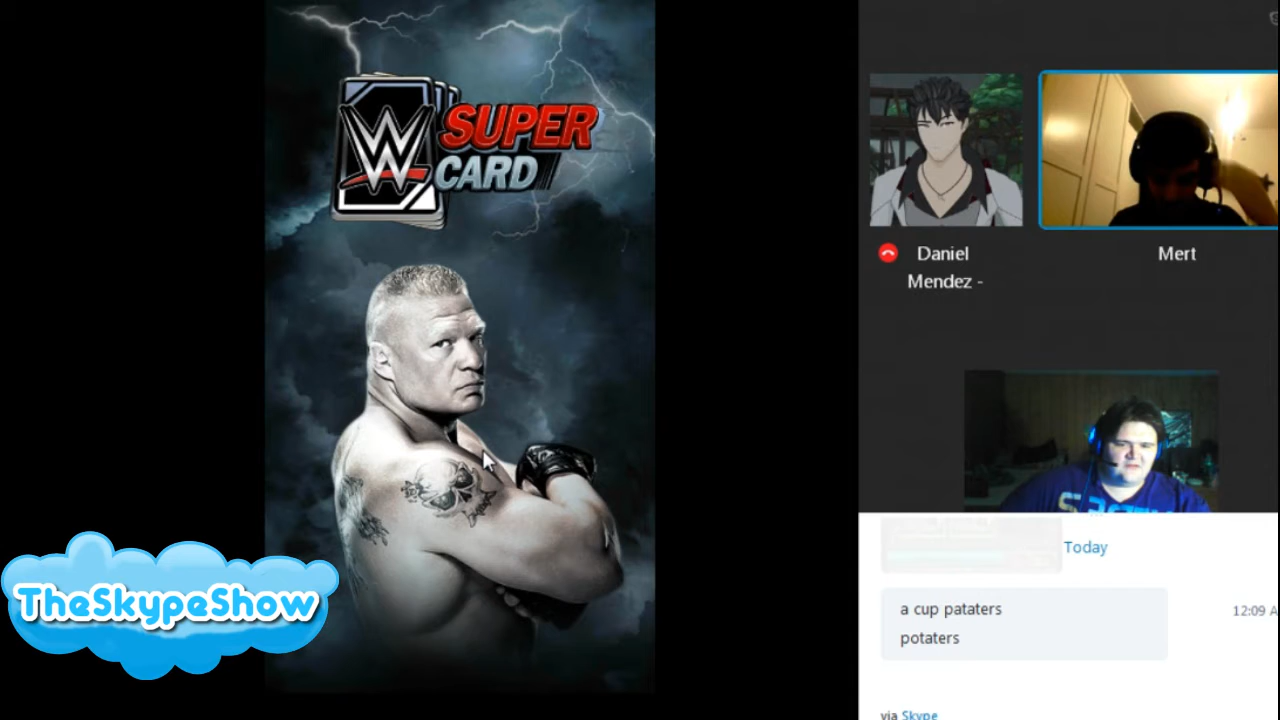 W
SUPER
CARD
Daniel
Mendez -
Mert
Today
a cup pataters
potaters
12:09 A
via Skype
TheSkypeShow